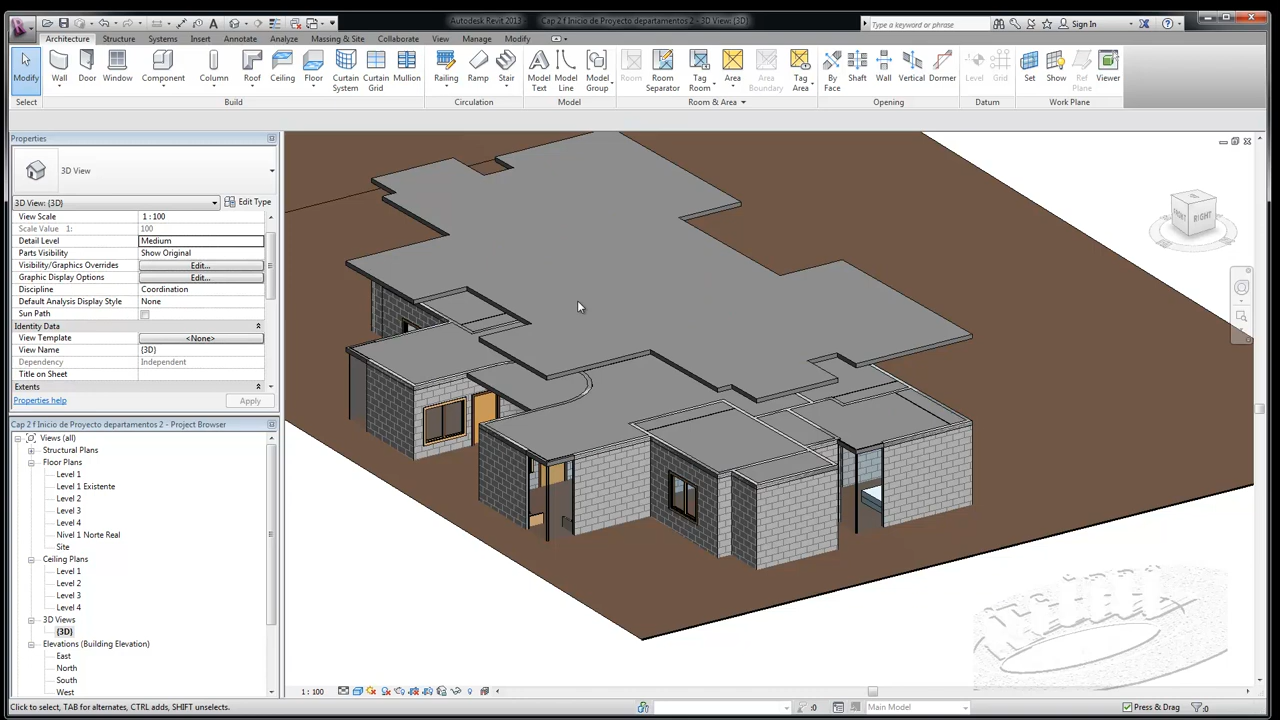 Autodesk Revit 2013 Cap 2 f Inicio de Proyecto departamentos 2 - 3D View: {3D}
Type a keyword or phrase
Sign In
Architecture Structure Systems Insert Annotate Analyze Massing & Site Collaborate View Manage Modify
Modify Wall Door Window Component Column Roof Ceiling Floor Curtain System Curtain Grid Mullion Railing Ramp Stair Model Text Model Line Model Group Room Room Separator Tag Room Area Area Boundary Tag Area By Face Shaft Wall Vertical Dormer Level Grid Set Show Ref Plane Viewer
Select Build Circulation Model Room & Area Opening Datum Work Plane
Properties
3D View
3D View: {3D} Edit Type
View Scale 1 : 100
Scale Value 1: 100
Detail Level Medium
Parts Visibility Show Original
Visibility/Graphics Overrides Edit...
Graphic Display Options Edit...
Discipline Coordination
Default Analysis Display Style None
Sun Path
Identity Data
View Template <None>
View Name {3D}
Dependency Independent
Title on Sheet
Extents
Properties help Apply
Cap 2 f Inicio de Proyecto departamentos 2 - Project Browser
Views (all)
Structural Plans
Floor Plans
Level 1
Level 1 Existente
Level 2
Level 3
Level 4
Nivel 1 Norte Real
Site
Ceiling Plans
Level 1
Level 2
Level 3
Level 4
3D Views
{3D}
Elevations (Building Elevation)
East
North
South
West
FRONT RIGHT
1 : 100
Click to select, TAB for alternates, CTRL adds, SHIFT unselects.
:0
Main Model
Press & Drag
:0